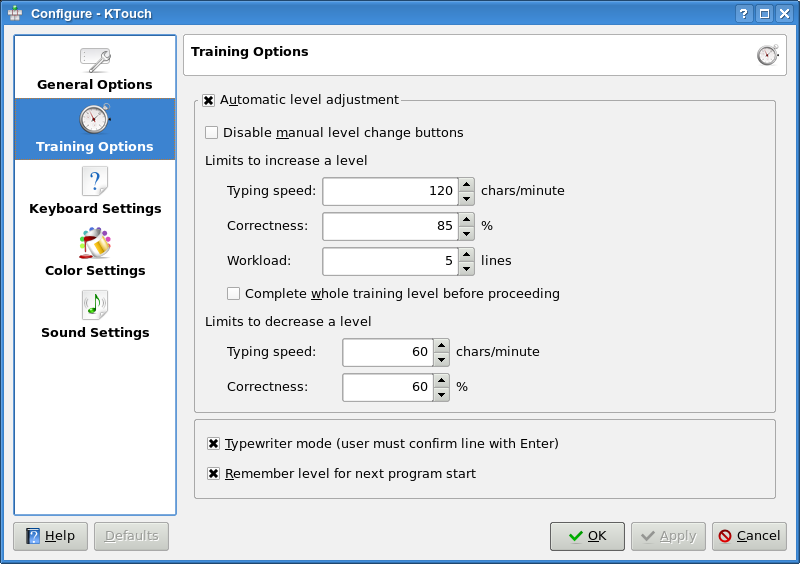 Configure - KTouch
General Options
Training Options
Keyboard Settings
Color Settings
Sound Settings
Training Options
Automatic level adjustment
Disable manual level change buttons
Limits to increase a level
Typing speed: 120 chars/minute
Correctness: 85 %
Workload: 5 lines
Complete whole training level before proceeding
Limits to decrease a level
Typing speed: 60 chars/minute
Correctness: 60 %
Typewriter mode (user must confirm line with Enter)
Remember level for next program start
Help Defaults OK Apply Cancel